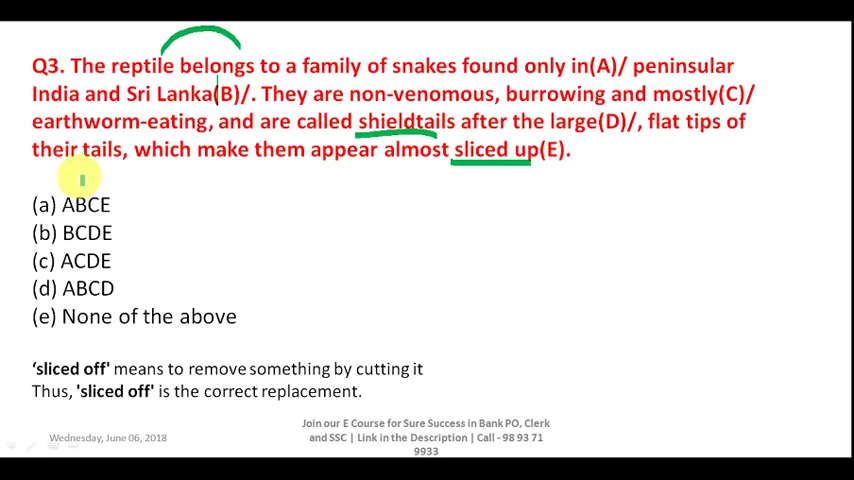 Q3. The reptile belongs to a family of snakes found only in(A)/ peninsular
India and Sri Lanka(B)/. They are non-venomous, burrowing and mostly(C)/
earthworm-eating, and are called shieldtails after the large(D)/, flat tips of
their tails, which make them appear almost sliced up(E).
(a) ABCE
(b) BCDE
(c) ACDE
(d) ABCD
(e) None of the above
‘sliced off' means to remove something by cutting it
Thus, 'sliced off' is the correct replacement.
Wednesday, June 06, 2018
Join our E Course for Sure Success in Bank PO, Clerk
and SSC | Link in the Description | Call - 98 93 71
9933